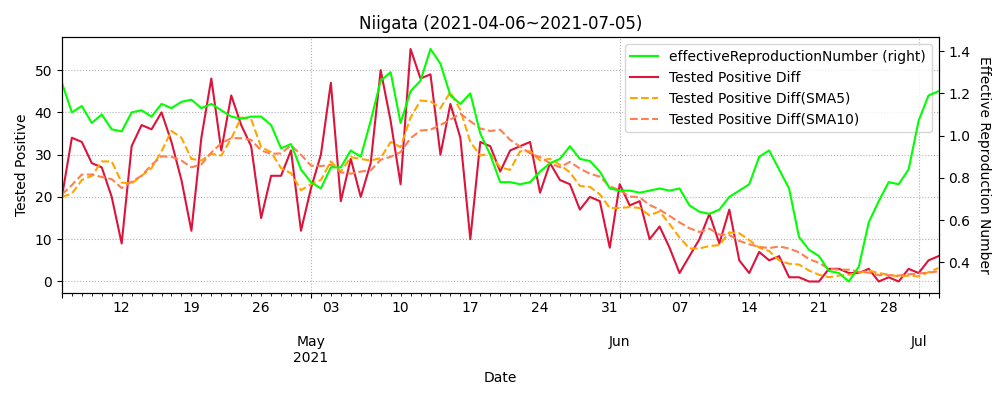 Niigata (2021-04-06~2021-07-05)
effectiveReproductionNumber (right)
Tested Positive Diff
Tested Positive Diff(SMA5)
Tested Positive Diff(SMA10)
Tested Positive
50
40
30
20
10
0
1.4
1.2
1.0
0.8
0.6
0.4
Effective Reproduction Number
12 19 26 03 10 17 24 31 07 14 21 28
May Jun Jul
2021
Date